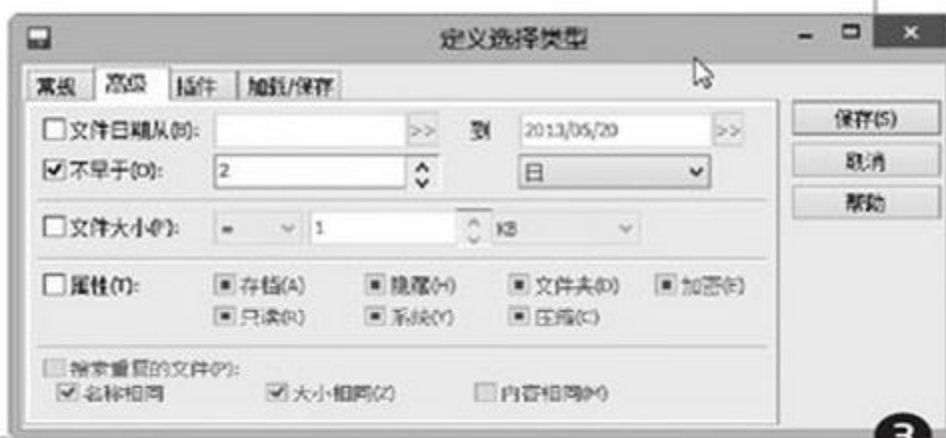 定义选择类型
常规 高级 插件 加载/保存
文件日期从(B): >> 到 2013/05/20 >>
不早于(O): 2 日
文件大小(F): = 1 KB
属性(T): 存档(A) 隐藏(H) 文件夹(D) 加密(E)
只读(R) 系统(Y) 压缩(C)
搜索重复的文件(P):
名称相同 大小相同(Z) 内容相同(M)
保存(S)
取消
帮助
3